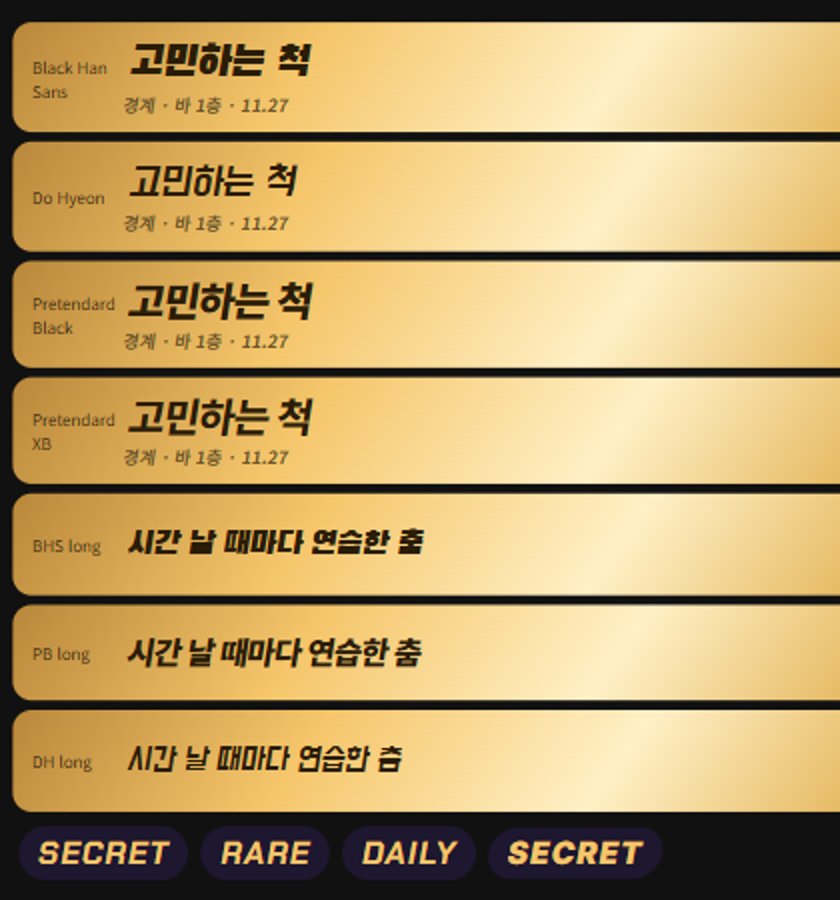 Black Han
Sans
고민하는 척
경계 · 바 1층 · 11.27
Do Hyeon
고민하는 척
경계 · 바 1층 · 11.27
Pretendard
Black
고민하는 척
경계 · 바 1층 · 11.27
Pretendard
XB
고민하는 척
경계 · 바 1층 · 11.27
BHS long
시간 날 때마다 연습한 춤
PB long
시간 날 때마다 연습한 춤
DH long
시간 날 때마다 연습한 춤
SECRET RARE DAILY SECRET